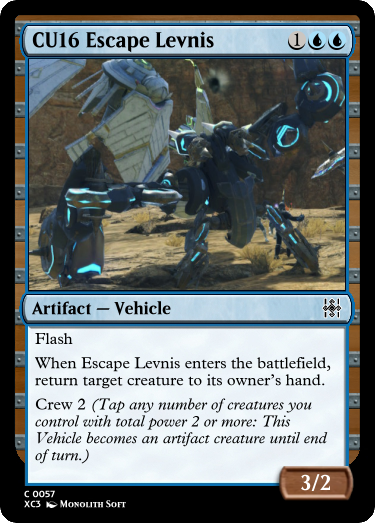 CU16 Escape Levnis 1
Artifact — Vehicle
Flash
When Escape Levnis enters the battlefield,
return target creature to its owner's hand.
Crew 2 (Tap any number of creatures you
control with total power 2 or more: This
Vehicle becomes an artifact creature until end
of turn.)
3/2
C 0057
XC3 Monolith Soft